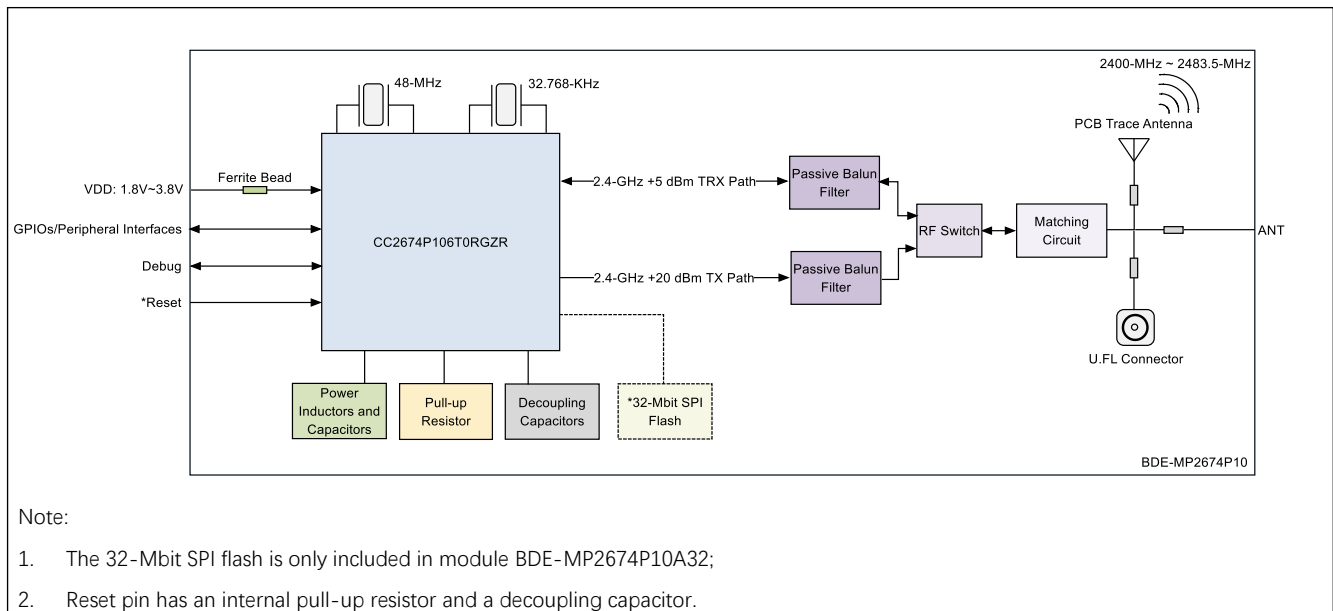 48-MHz
32.768-KHz
2400-MHz ~ 2483.5-MHz
PCB Trace Antenna
VDD: 1.8V~3.8V
Ferrite Bead
GPIOs/Peripheral Interfaces
Debug
*Reset
CC2674P106T0RGZR
2.4-GHz +5 dBm TRX Path
Passive Balun
Filter
2.4-GHz +20 dBm TX Path
Passive Balun
Filter
RF Switch
Matching
Circuit
ANT
U.FL Connector
Power
Inductors and
Capacitors
Pull-up
Resistor
Decoupling
Capacitors
*32-Mbit SPI
Flash
BDE-MP2674P10
Note:
1. The 32-Mbit SPI flash is only included in module BDE-MP2674P10A32;
2. Reset pin has an internal pull-up resistor and a decoupling capacitor.